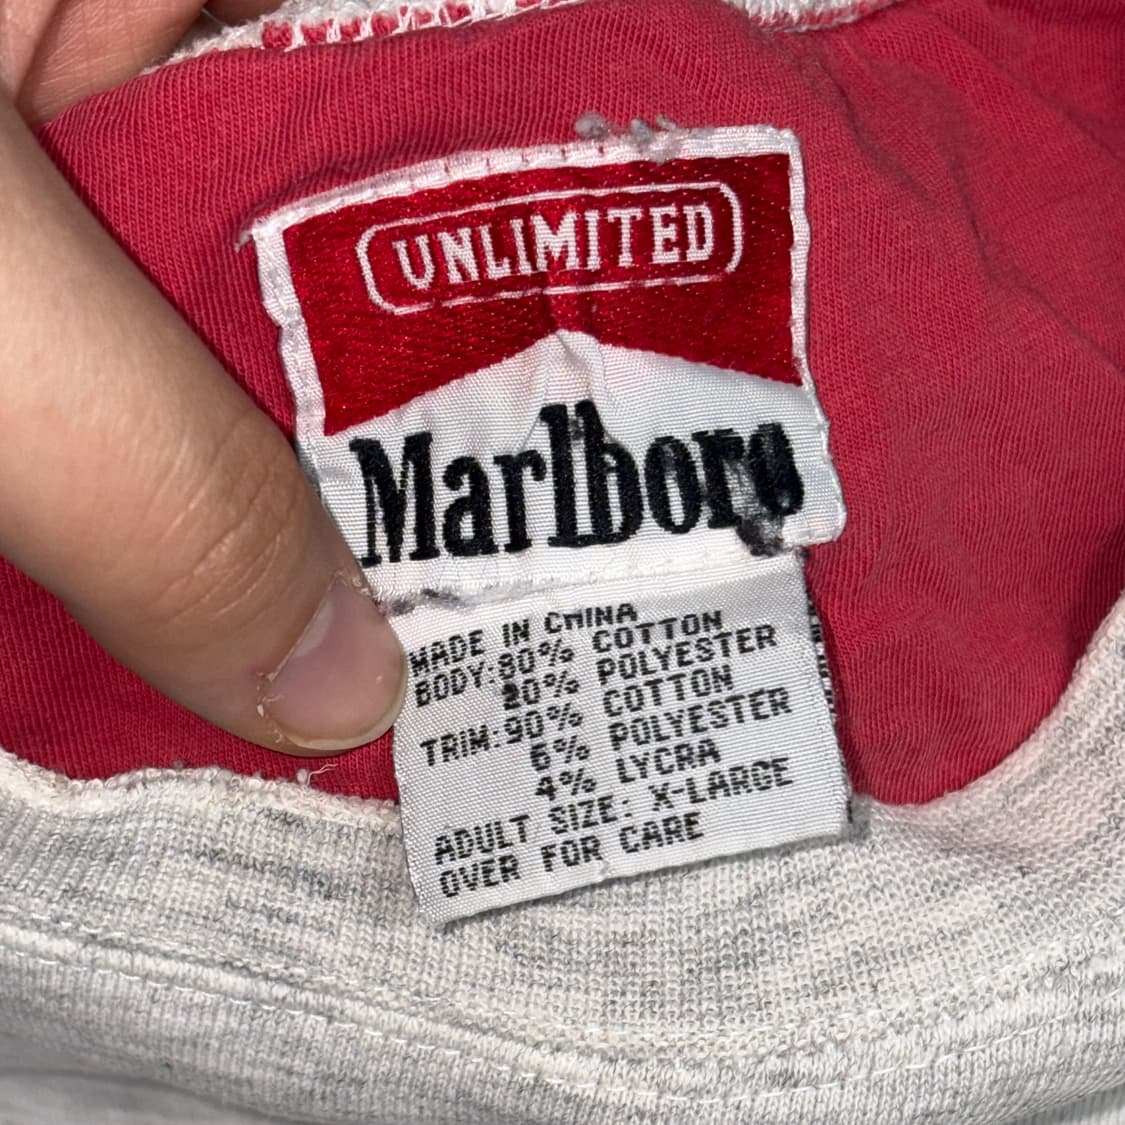 UNLIMITED
Marlboro
MADE IN CHINA
BODY:80% COTTON
20% POLYESTER
TRIM:90% COTTON
6% POLYESTER
4% LYCRA
ADULT SIZE: X-LARGE
OVER FOR CARE